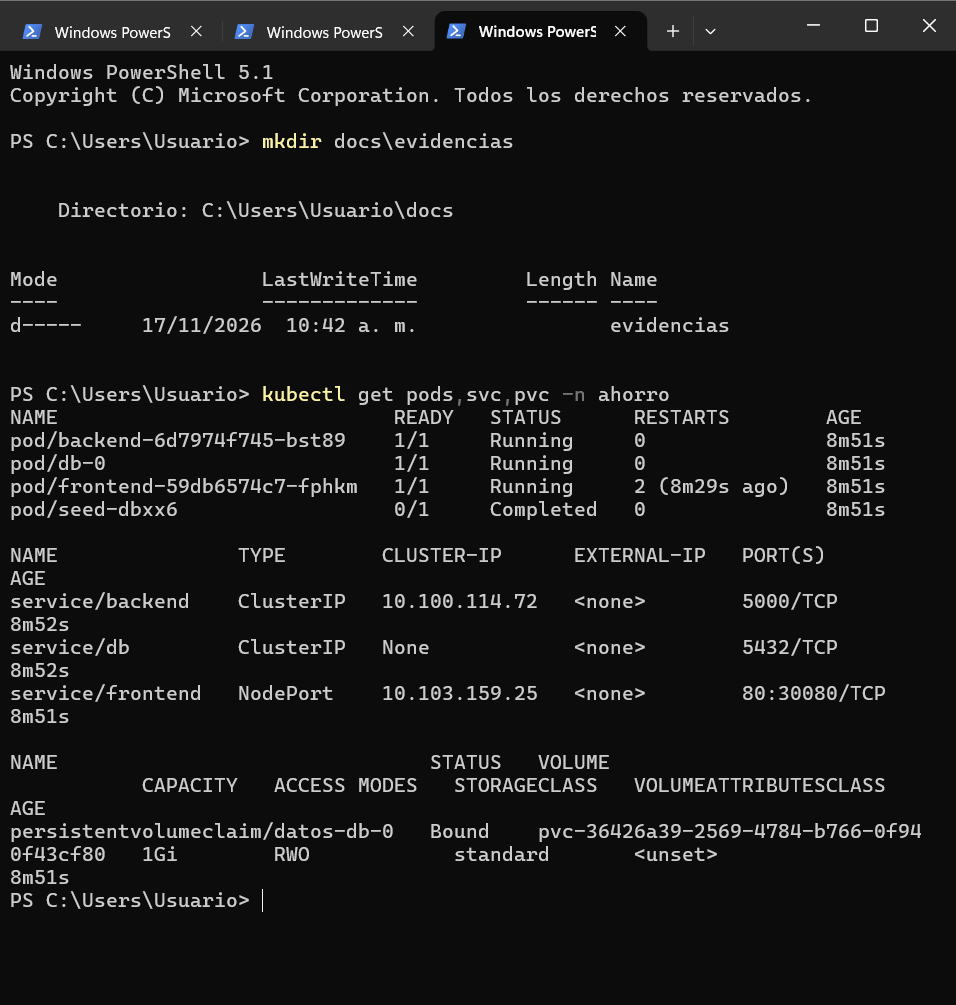 Windows PowerS
Windows PowerS
Windows PowerS
Windows PowerShell 5.1
Copyright (C) Microsoft Corporation. Todos los derechos reservados.
PS C:\Users\Usuario> mkdir docs\evidencias
Directorio: C:\Users\Usuario\docs
Mode                 LastWriteTime         Length Name
----                 -------------         ------ ----
d-----     17/11/2026  10:42 a. m.                evidencias
PS C:\Users\Usuario> kubectl get pods,svc,pvc -n ahorro
NAME                            READY   STATUS      RESTARTS        AGE
pod/backend-6d7974f745-bst89    1/1     Running     0               8m51s
pod/db-0                        1/1     Running     0               8m51s
pod/frontend-59db6574c7-fphkm   1/1     Running     2 (8m29s ago)   8m51s
pod/seed-dbxx6                  0/1     Completed   0               8m51s
NAME               TYPE        CLUSTER-IP      EXTERNAL-IP   PORT(S)
AGE
service/backend    ClusterIP   10.100.114.72   <none>        5000/TCP
8m52s
service/db         ClusterIP   None            <none>        5432/TCP
8m52s
service/frontend   NodePort    10.103.159.25   <none>        80:30080/TCP
8m51s
NAME                               STATUS   VOLUME
CAPACITY   ACCESS MODES   STORAGECLASS   VOLUMEATTRIBUTESCLASS
AGE
persistentvolumeclaim/datos-db-0   Bound    pvc-36426a39-2569-4784-b766-0f94
0f43cf80   1Gi        RWO            standard       <unset>
8m51s
PS C:\Users\Usuario>